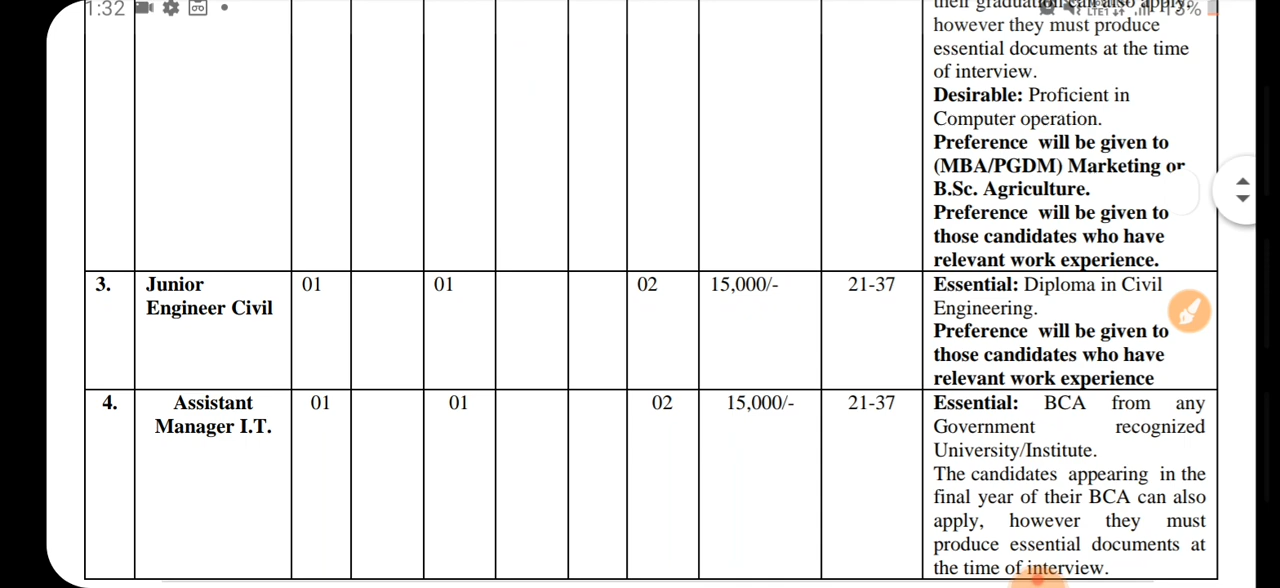 1:32
13%
however they must produce
essential documents at the time
of interview.
Desirable: Proficient in
Computer operation.
Preference will be given to
(MBA/PGDM) Marketing or
B.Sc. Agriculture.
Preference will be given to
those candidates who have
relevant work experience.
3. Junior 01 01 02 15,000/- 21-37 Essential: Diploma in Civil
Engineer Civil Engineering.
Preference will be given to
those candidates who have
relevant work experience
4. Assistant 01 01 02 15,000/- 21-37 Essential: BCA from any
Manager I.T. Government recognized
University/Institute.
The candidates appearing in the
final year of their BCA can also
apply, however they must
produce essential documents at
the time of interview.